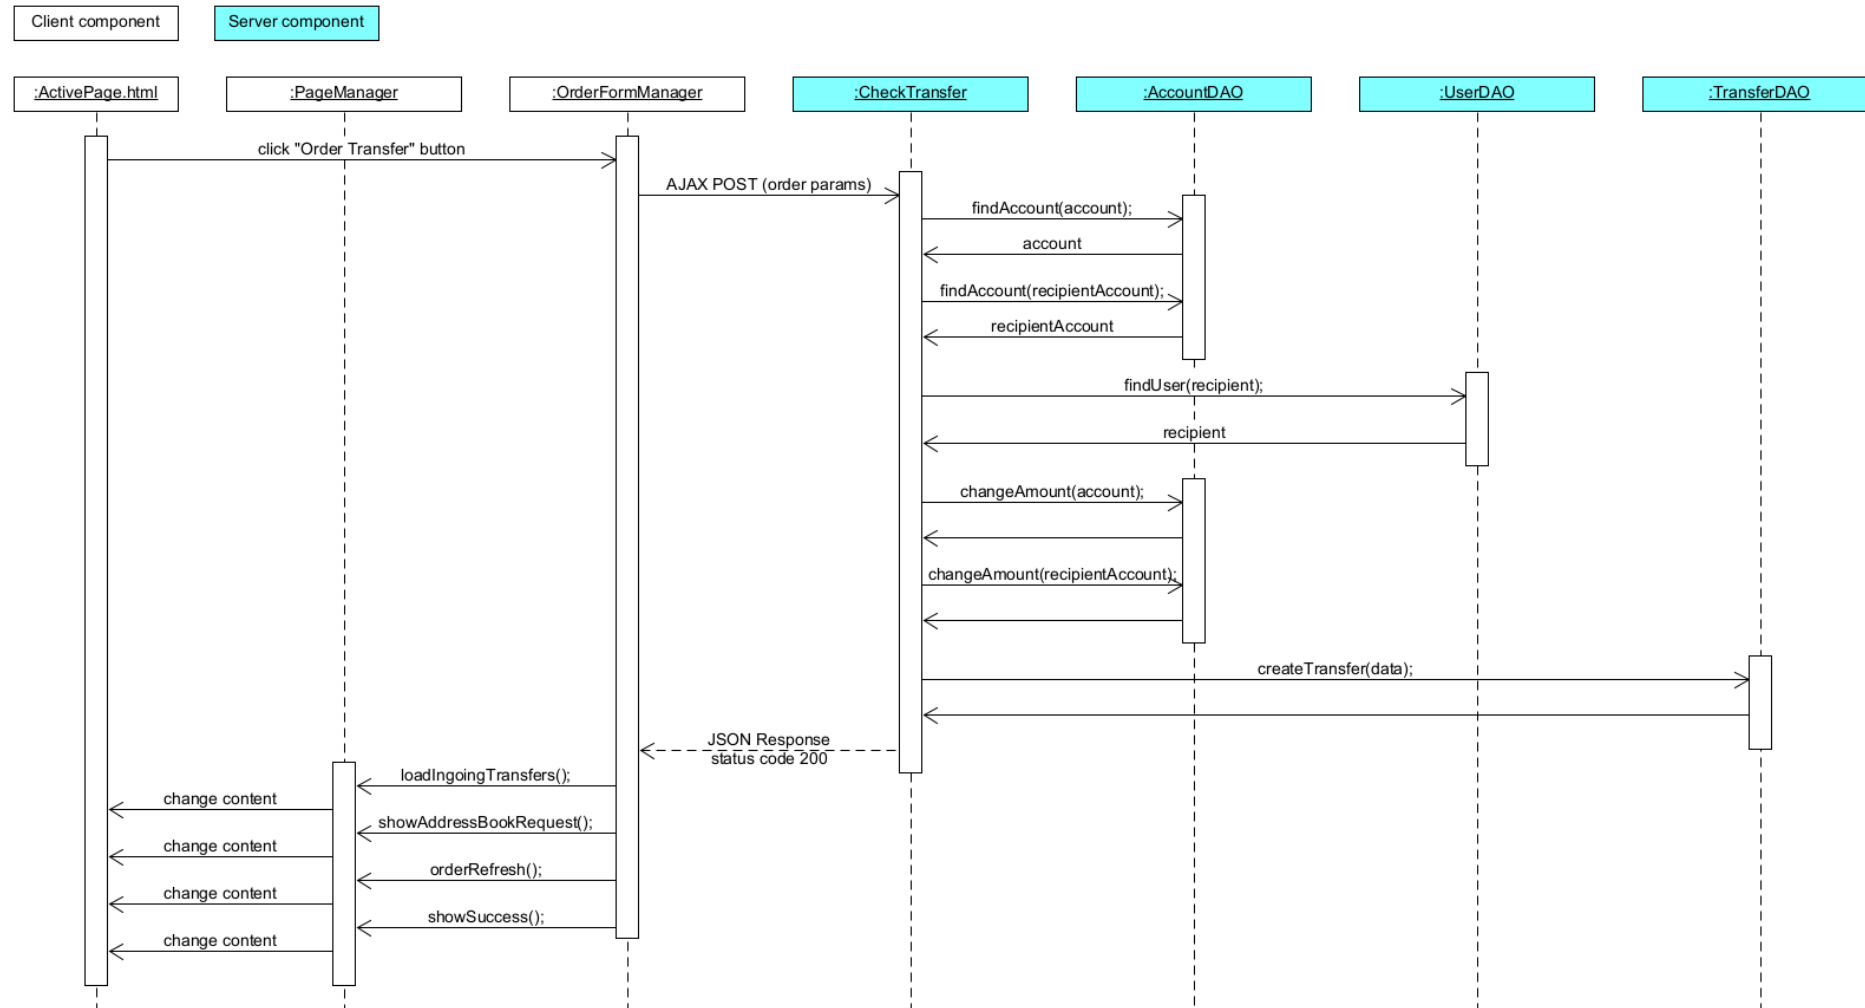 Client component
Server component
:ActivePage.html
:PageManager
:OrderFormManager
:CheckTransfer
:AccountDAO
:UserDAO
:TransferDAO
click "Order Transfer" button
AJAX POST (order params)
findAccount(account);
account
findAccount(recipientAccount);
recipientAccount
findUser(recipient);
recipient
changeAmount(account);
changeAmount(recipientAccount);
createTransfer(data);
JSON Response
status code 200
loadIngoingTransfers();
change content
showAddressBookRequest();
change content
orderRefresh();
change content
showSuccess();
change content